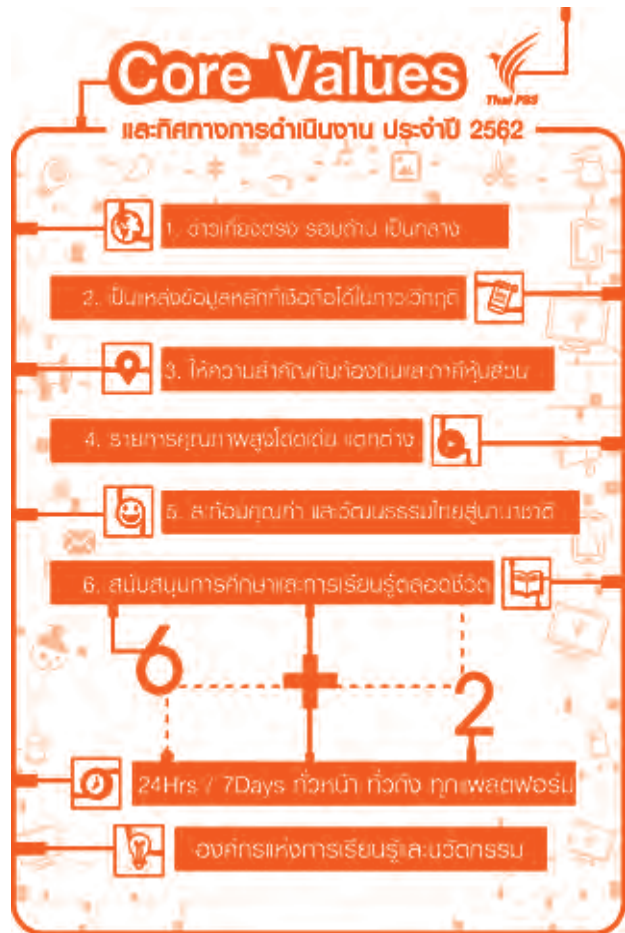 Core Values
Thai PBS
และทิศทางการดำเนินงาน ประจำปี 2562
1. ข่าวเที่ยงตรง รอบด้าน เป็นกลาง
2. เป็นแหล่งข้อมูลหลักที่เชื่อถือได้ในภาวะวิกฤติ
3. ให้ความสำคัญกับท้องถิ่นและภาคีหุ้นส่วน
4. รายการคุณภาพสูงโดดเด่น แตกต่าง
5. สะท้อนคุณค่า และวัฒนธรรมไทยสู่นานาชาติ
6. สนับสนุนการศึกษาและการเรียนรู้ตลอดชีวิต
6 + 2
24Hrs / 7Days ทั่วหน้า ทั่วถึง ทุกแพลตฟอร์ม
องค์กรแห่งการเรียนรู้และนวัตกรรม